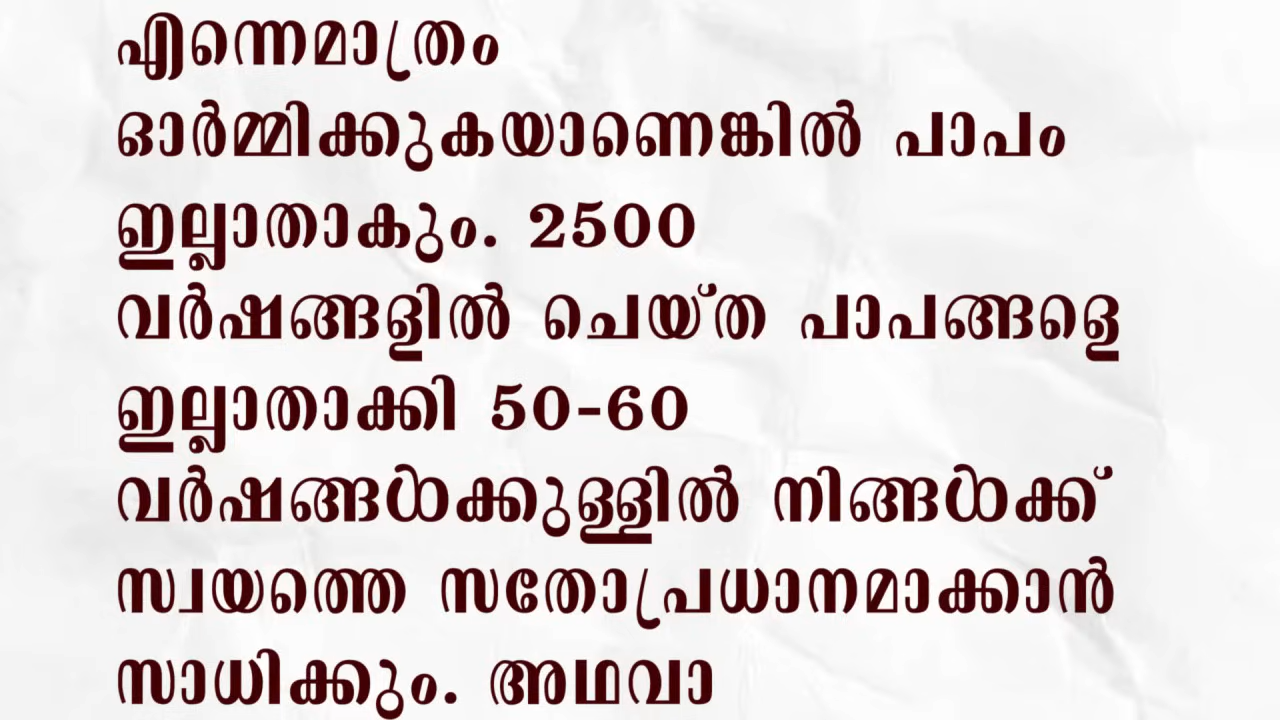 എന്നെമാത്രം
ഓർമ്മിക്കുകയാണെങ്കിൽ പാപം
ഇല്ലാതാകും. 2500
വർഷങ്ങളിൽ ചെയ്ത പാപങ്ങളെ
ഇല്ലാതാക്കി 50-60
വർഷങ്ങൾക്കുള്ളിൽ നിങ്ങൾക്ക്
സ്വയത്തെ സതോപ്രധാനമാക്കാൻ
സാധിക്കും. അഥവാ